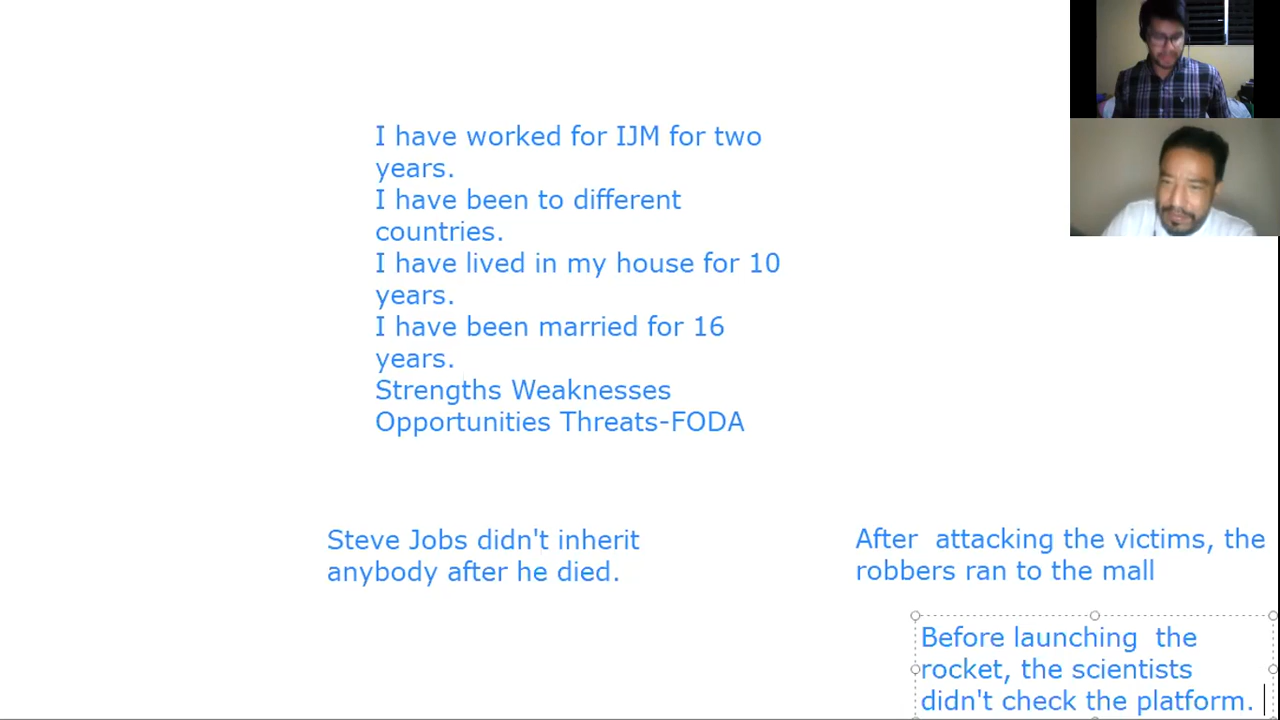 I have worked for IJM for two
years.
I have been to different
countries.
I have lived in my house for 10
years.
I have been married for 16
years.
Strengths Weaknesses
Opportunities Threats-FODA
Steve Jobs didn't inherit
anybody after he died.
After  attacking the victims, the
robbers ran to the mall
Before launching  the
rocket, the scientists
didn't check the platform.